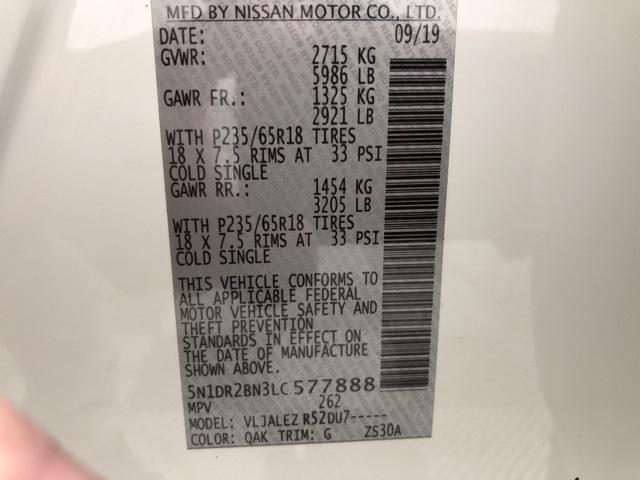 MFD BY NISSAN MOTOR CO., LTD.
DATE: 09/19
GVWR: 2715 KG
5986 LB
GAWR FR.: 1325 KG
2921 LB
WITH P235/65R18 TIRES
18 X 7.5 RIMS AT 33 PSI
COLD SINGLE
GAWR RR.: 1454 KG
3205 LB
WITH P235/65R18 TIRES
18 X 7.5 RIMS AT 33 PSI
COLD SINGLE
THIS VEHICLE CONFORMS TO
ALL APPLICABLE FEDERAL
MOTOR VEHICLE SAFETY AND
THEFT PREVENTION
STANDARDS IN EFFECT ON
THE DATE OF MANUFACTURE
SHOWN ABOVE.
5N1DR2BN3LC577888
MPV 262
MODEL: VLJALEZ R52DU7-----
COLOR: QAK TRIM: G ZS30A